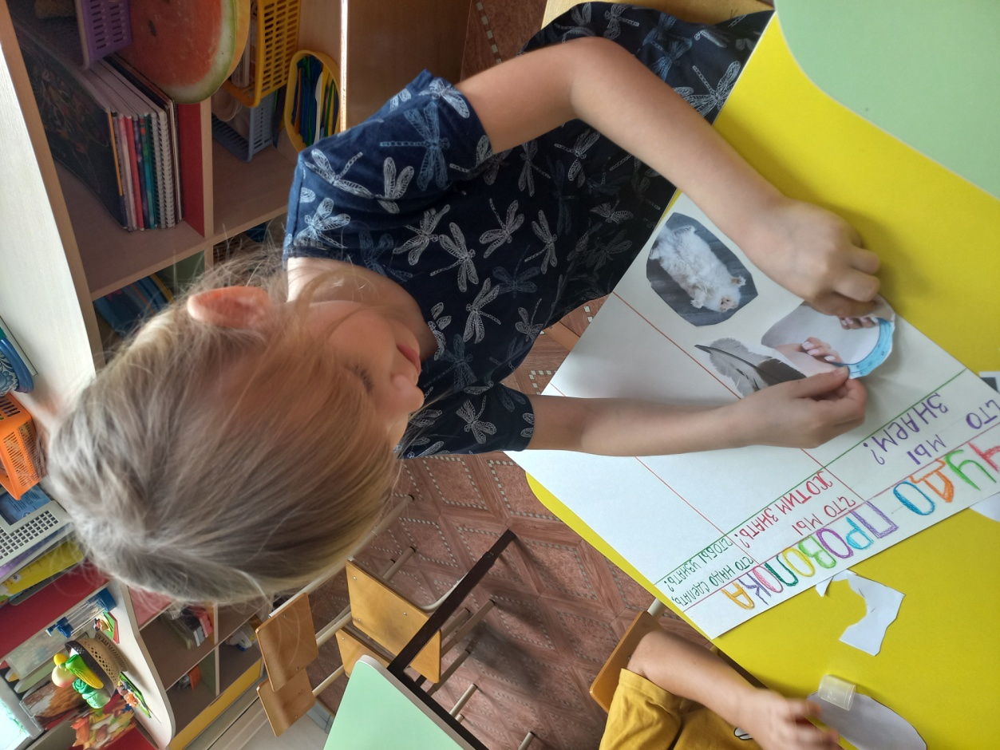 ЧУДО ПРОВОЛОКА
ЧТО МЫ ЗНАЕМ?
ЧТО МЫ ХОТИМ ЗНАТЬ?
ЧТО НАДО СДЕЛАТЬ,
ЧТОБЫ УЗНАТЬ?